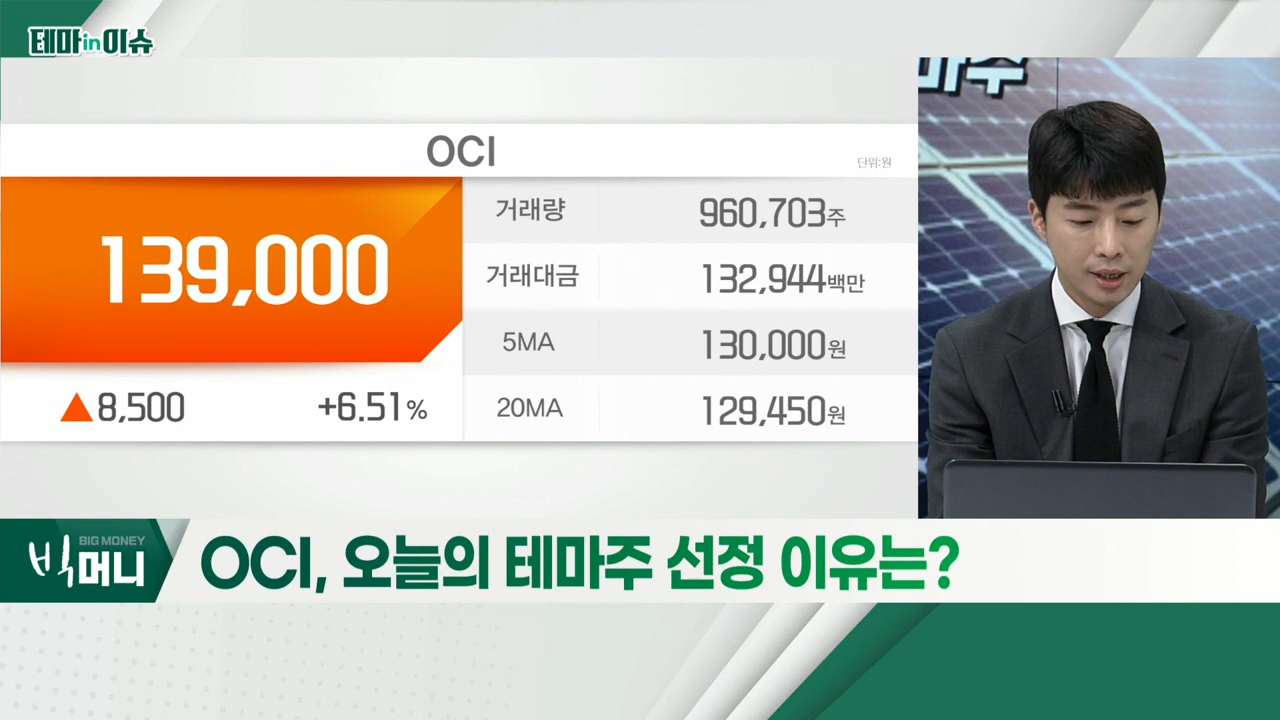 테마in이슈
마주
OCI
단위:원
139,000
▲8,500 +6.51%
거래량 960,703주
거래대금 132,944백만
5MA 130,000원
20MA 129,450원
BIG MONEY
빅머니
OCI, 오늘의 테마주 선정 이유는?